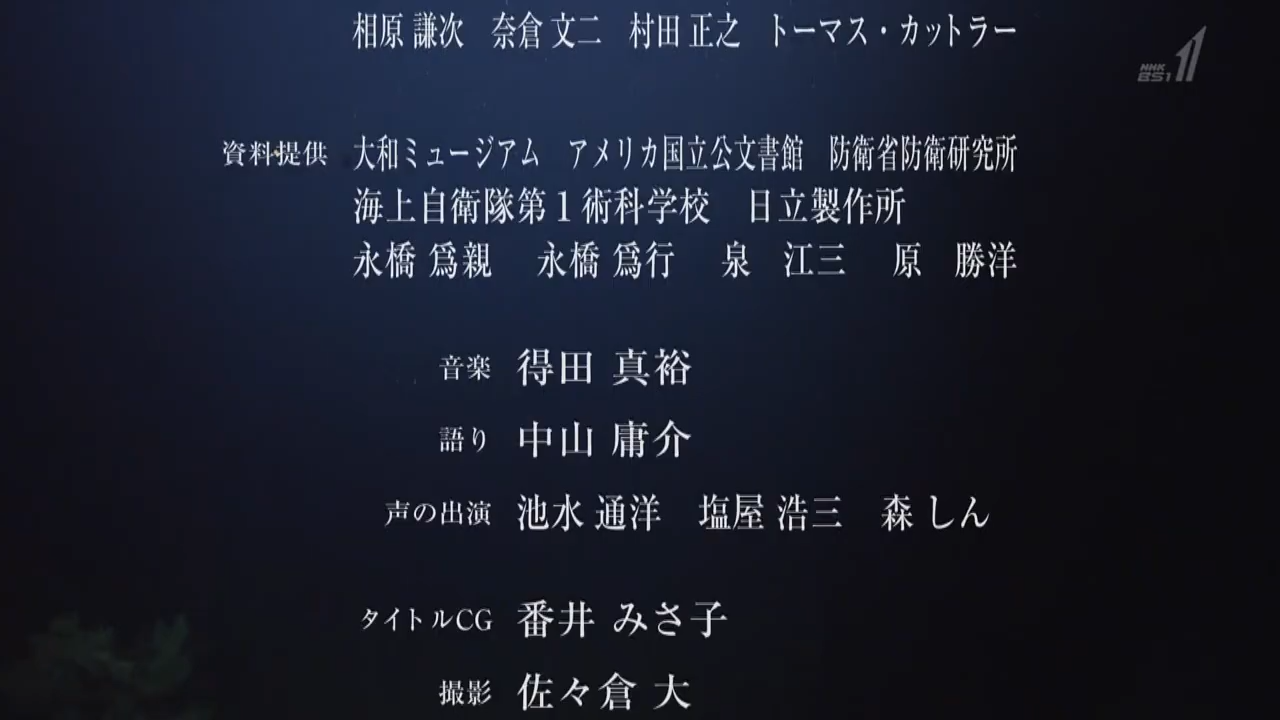 相原 謙次　奈倉 文二　村田 正之　トーマス・カットラー
NHK
BS1
資料提供　大和ミュージアム　アメリカ国立公文書館　防衛省防衛研究所
海上自衛隊第１術科学校　日立製作所
永橋 爲親　永橋 爲行　泉　江三　原　勝洋
音楽　得田 真裕
語り　中山 庸介
声の出演　池水 通洋　塩屋 浩三　森 しん
タイトルCG　番井 みさ子
撮影　佐々倉 大